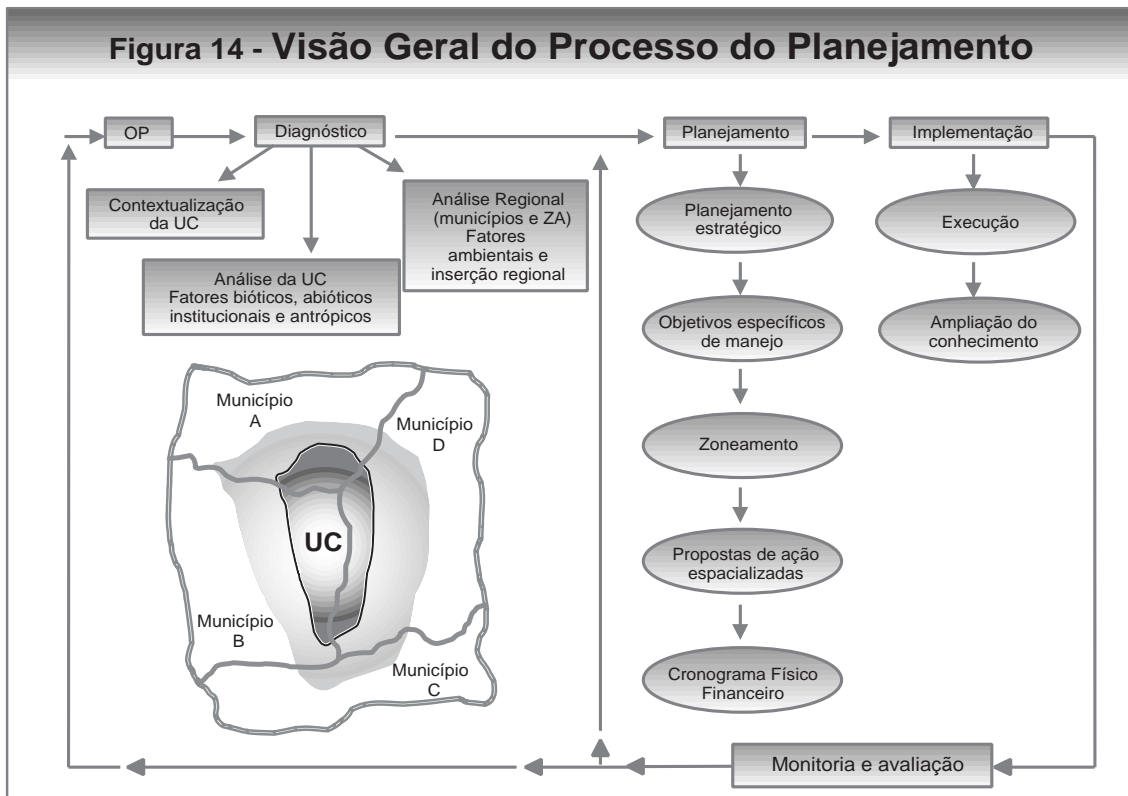 Figura 14 - Visão Geral do Processo do Planejamento
OP
Diagnóstico
Planejamento
Implementação
Contextualização
da UC
Análise da UC
Fatores bióticos, abióticos
institucionais e antrópicos
Análise Regional
(municípios e ZA)
Fatores
ambientais e
inserção regional
Planejamento
estratégico
Objetivos específicos
de manejo
Zoneamento
Propostas de ação
espacializadas
Cronograma Físico
Financeiro
Execução
Ampliação do
conhecimento
Município
A
Município
D
UC
Município
B
Município
C
Monitoria e avaliação